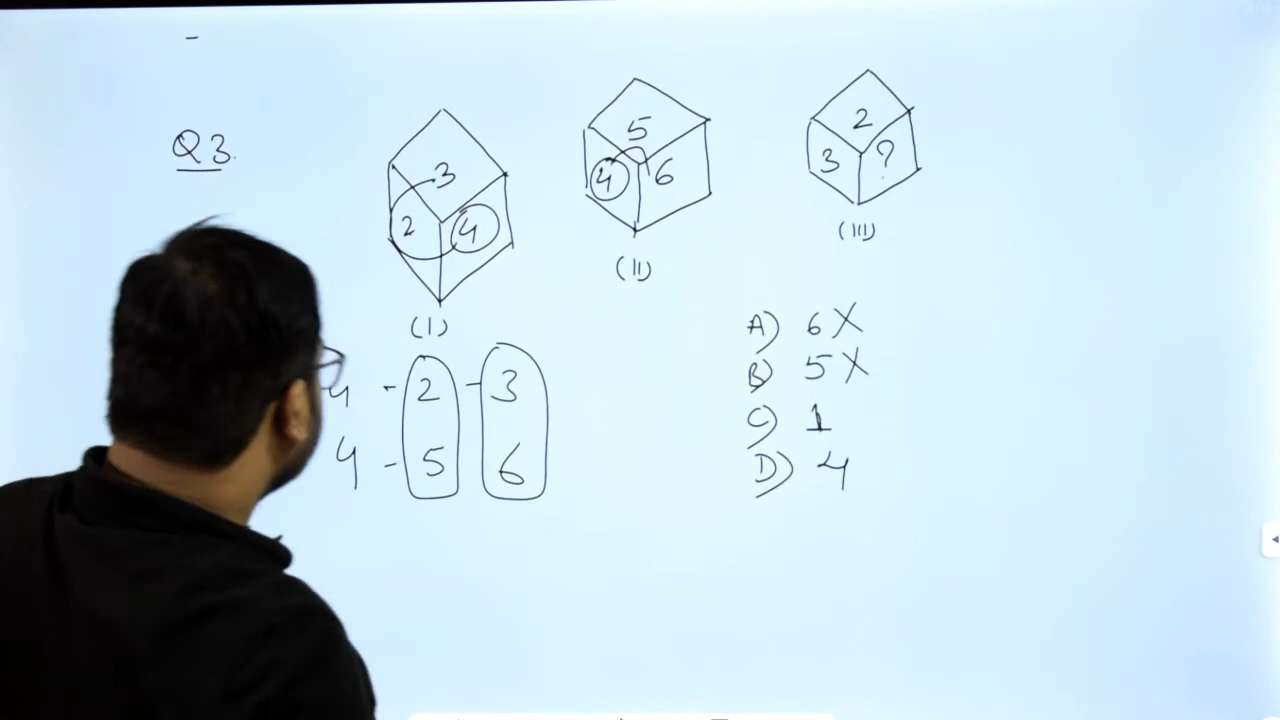 Q3.
3
2 4
(I)
5
4 6
(II)
2
3 ?
(III)
4 - 2 - 3
4 - 5 6
A) 6 X
B) 5 X
C) 1
D) 4